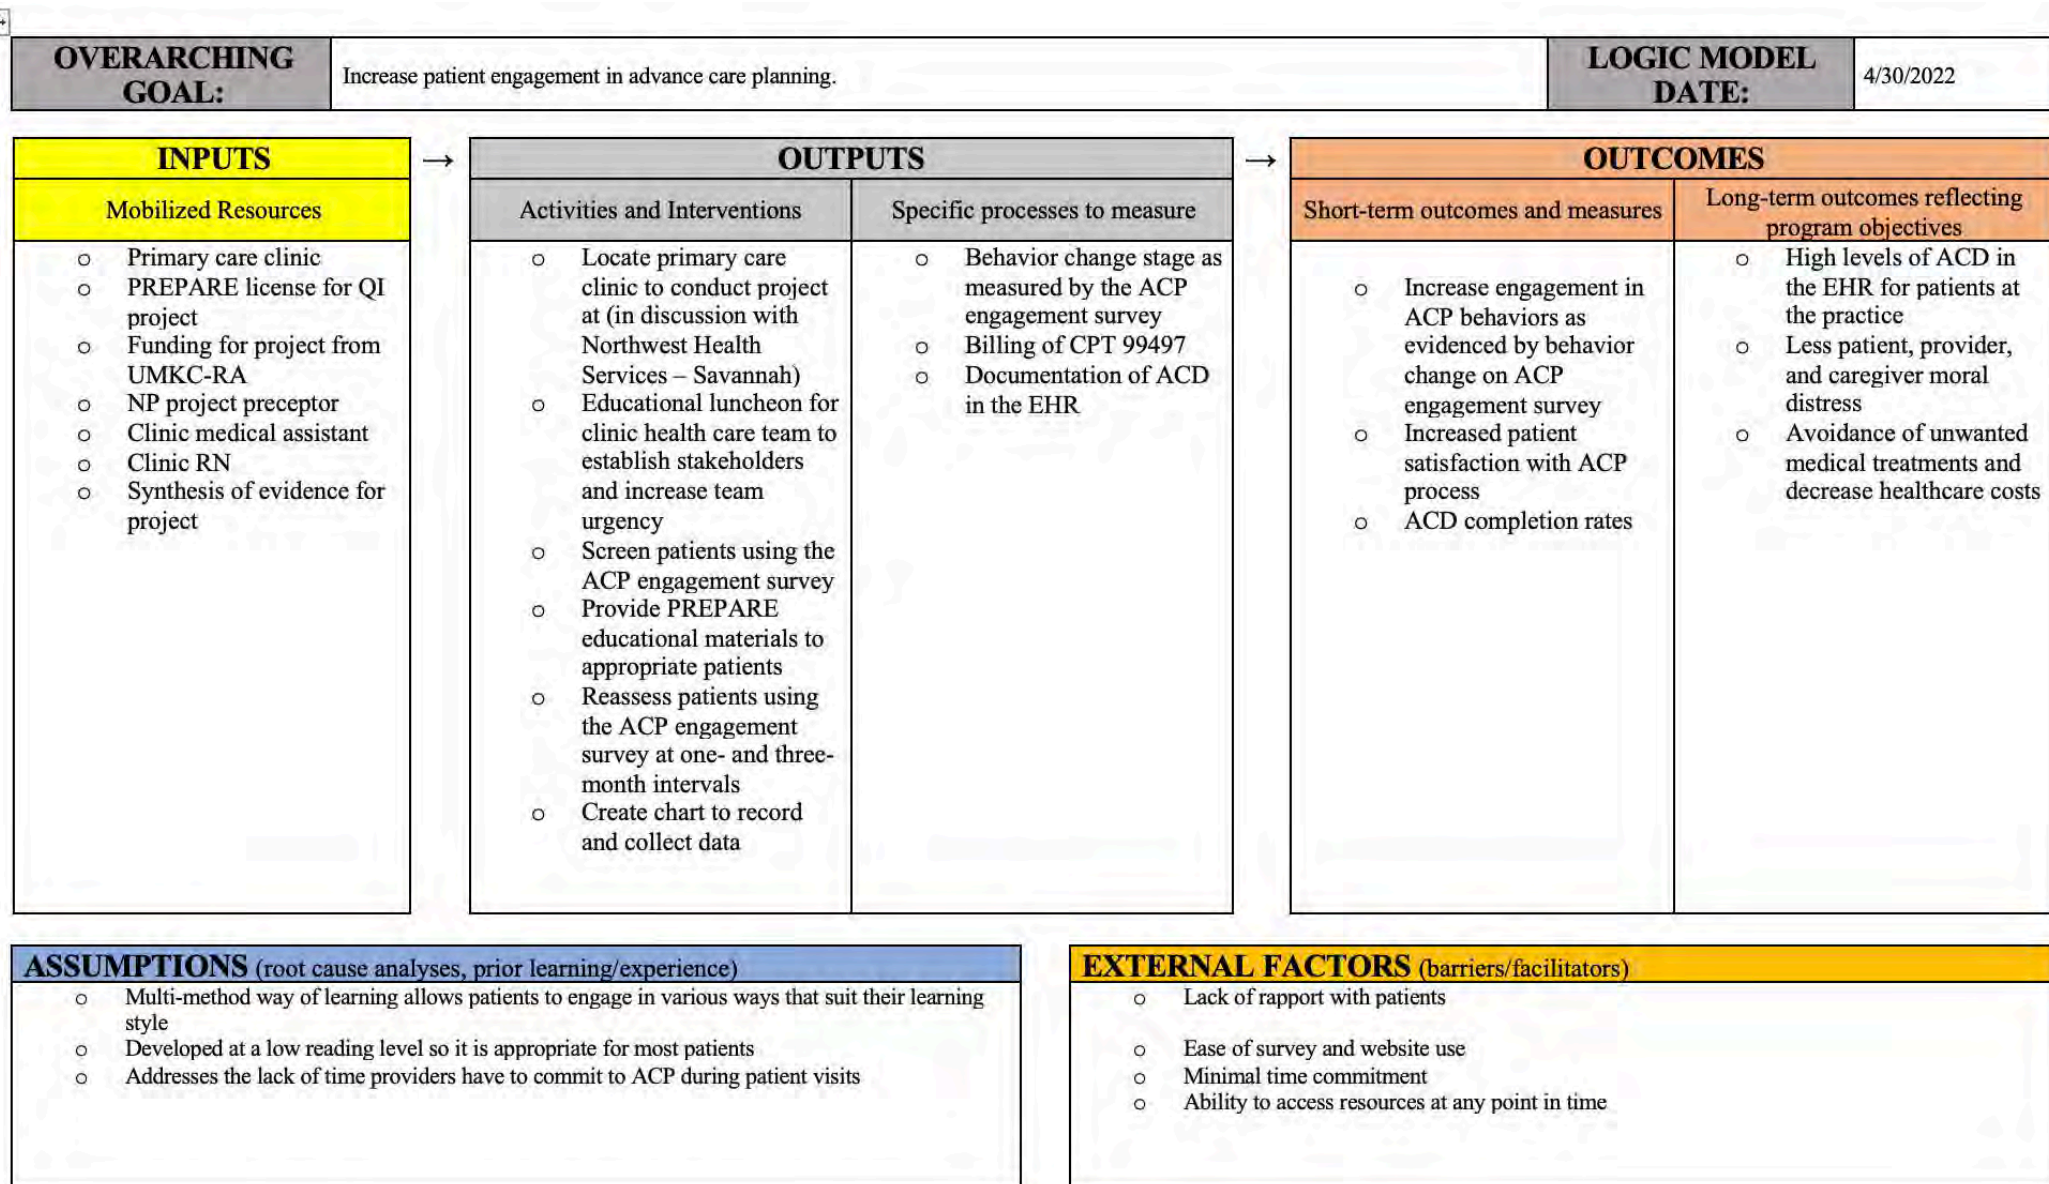 OVERARCHING
GOAL:
Increase patient engagement in advance care planning.
LOGIC MODEL
DATE:
4/30/2022
INPUTS
→
OUTPUTS
→
OUTCOMES
Mobilized Resources
Activities and Interventions
Specific processes to measure
Short-term outcomes and measures
Long-term outcomes reflecting
program objectives
o Primary care clinic
o PREPARE license for QI
project
o Funding for project from
UMKC-RA
o NP project preceptor
o Clinic medical assistant
o Clinic RN
o Synthesis of evidence for
project
o Locate primary care
clinic to conduct project
at (in discussion with
Northwest Health
Services – Savannah)
o Educational luncheon for
clinic health care team to
establish stakeholders
and increase team
urgency
o Screen patients using the
ACP engagement survey
o Provide PREPARE
educational materials to
appropriate patients
o Reassess patients using
the ACP engagement
survey at one- and three-
month intervals
o Create chart to record
and collect data
o Behavior change stage as
measured by the ACP
engagement survey
o Billing of CPT 99497
o Documentation of ACD
in the EHR
o Increase engagement in
ACP behaviors as
evidenced by behavior
change on ACP
engagement survey
o Increased patient
satisfaction with ACP
process
o ACD completion rates
o High levels of ACD in
the EHR for patients at
the practice
o Less patient, provider,
and caregiver moral
distress
o Avoidance of unwanted
medical treatments and
decrease healthcare costs
ASSUMPTIONS (root cause analyses, prior learning/experience)
o Multi-method way of learning allows patients to engage in various ways that suit their learning
style
o Developed at a low reading level so it is appropriate for most patients
o Addresses the lack of time providers have to commit to ACP during patient visits
EXTERNAL FACTORS (barriers/facilitators)
o Lack of rapport with patients
o Ease of survey and website use
o Minimal time commitment
o Ability to access resources at any point in time